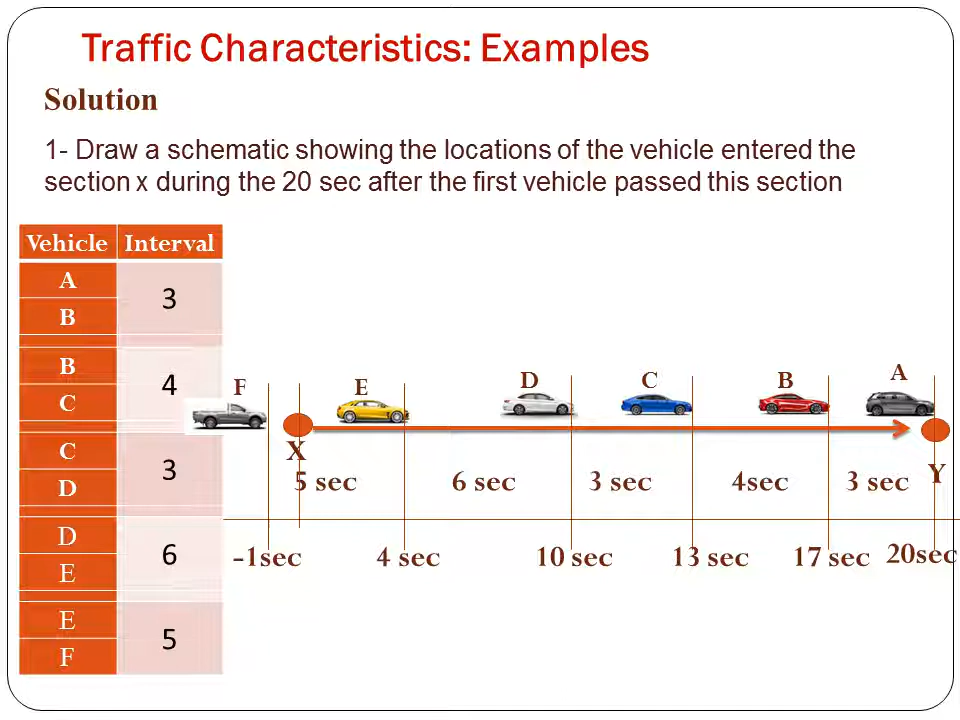 Traffic Characteristics: Examples
Solution
1- Draw a schematic showing the locations of the vehicle entered the
section x during the 20 sec after the first vehicle passed this section
Vehicle Interval
A
3
B
B
4
C
C
3
D
D
6
E
E
5
F
F E D C B A
X Y
5 sec 6 sec 3 sec 4sec 3 sec
-1sec 4 sec 10 sec 13 sec 17 sec 20sec